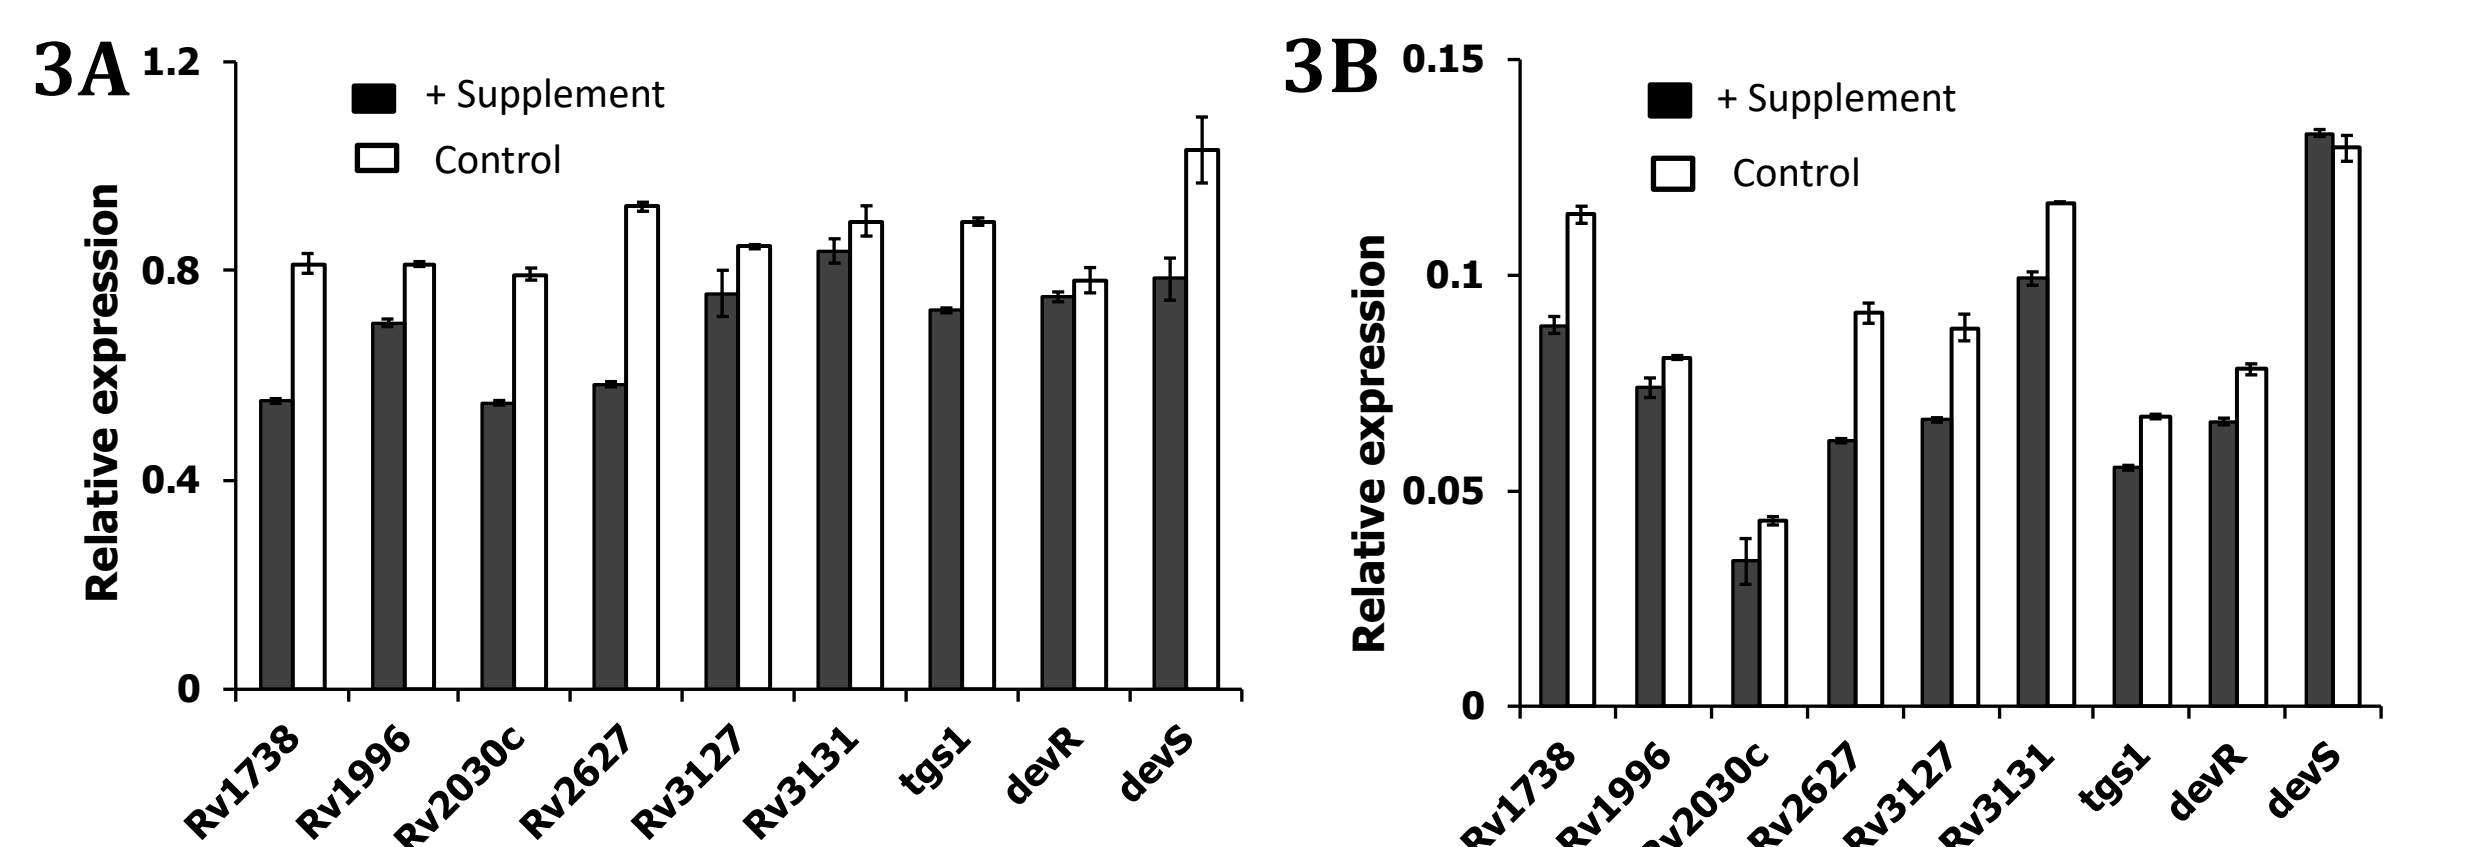 3A
1.2
0.8
0.4
0
Relative expression
+ Supplement
Control
Rv1738
Rv1996
Rv2030c
Rv2627
Rv3127
Rv3131
tgs1
devR
devS
3B
0.15
0.1
0.05
0
Relative expression
+ Supplement
Control
Rv1738
Rv1996
Rv2030c
Rv2627
Rv3127
Rv3131
tgs1
devR
devS